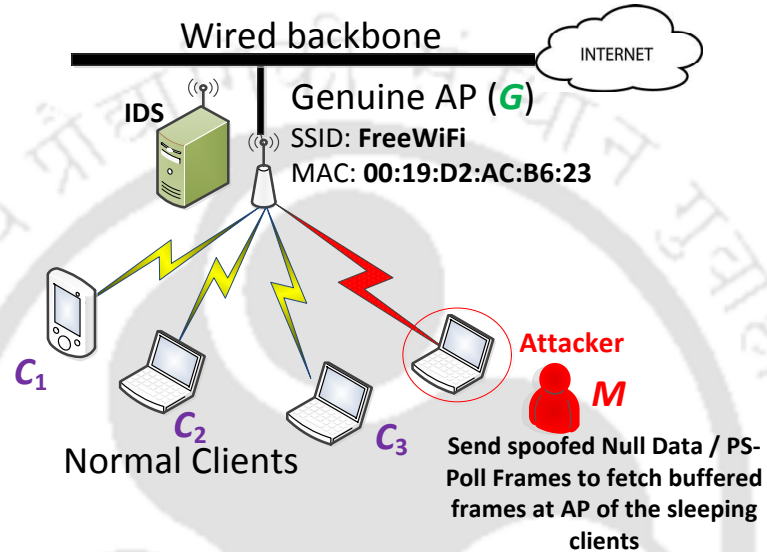 Wired backbone
INTERNET
IDS
Genuine AP (G)
SSID: FreeWiFi
MAC: 00:19:D2:AC:B6:23
C1
C2
C3
Normal Clients
Attacker
M
Send spoofed Null Data / PS-
Poll Frames to fetch buffered
frames at AP of the sleeping
clients